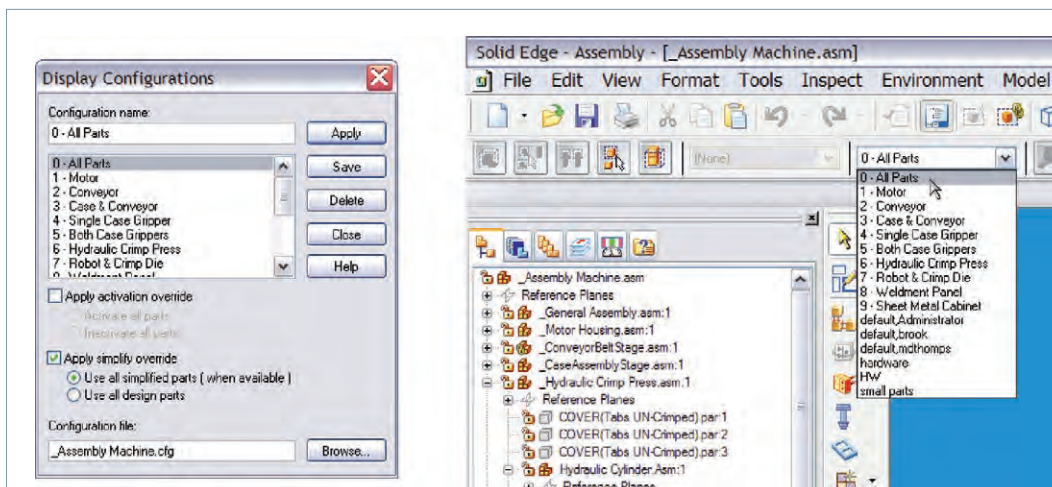 Display Configurations
Configuration name:
0 - All Parts
Apply
0 - All Parts
1 - Motor
2 - Conveyor
3 - Case & Conveyor
4 - Single Case Gripper
5 - Both Case Grippers
6 - Hydraulic Crimp Press
7 - Robot & Crimp Die
Save
Delete
Close
Help
Apply activation override
Activate all parts
Inactivate all parts
Apply simplify override
Use all simplified parts ( when available )
Use all design parts
Configuration file:
_Assembly Machine.cfg
Browse...
Solid Edge - Assembly - [_Assembly Machine.asm]
File Edit View Format Tools Inspect Environment Model
(None)
0 - All Parts
0 - All Parts
1 - Motor
2 - Conveyor
3 - Case & Conveyor
4 - Single Case Gripper
5 - Both Case Grippers
6 - Hydraulic Crimp Press
7 - Robot & Crimp Die
8 - Weldment Panel
9 - Sheet Metal Cabinet
default,Administrator
default,brook
default,mdthomps
hardware
HW
small parts
_Assembly Machine.asm
Reference Planes
_General Assembly.asm:1
_Motor Housing.asm:1
_ConveyorBeltStage.asm:1
_CaseAssemblyStage.asm:1
_Hydraulic Crimp Press.asm:1
Reference Planes
COVER(Tabs UN-Crimped).par:1
COVER(Tabs UN-Crimped).par:2
COVER(Tabs UN-Crimped).par:3
Hydraulic Cylinder.Asm:1
Reference Planes